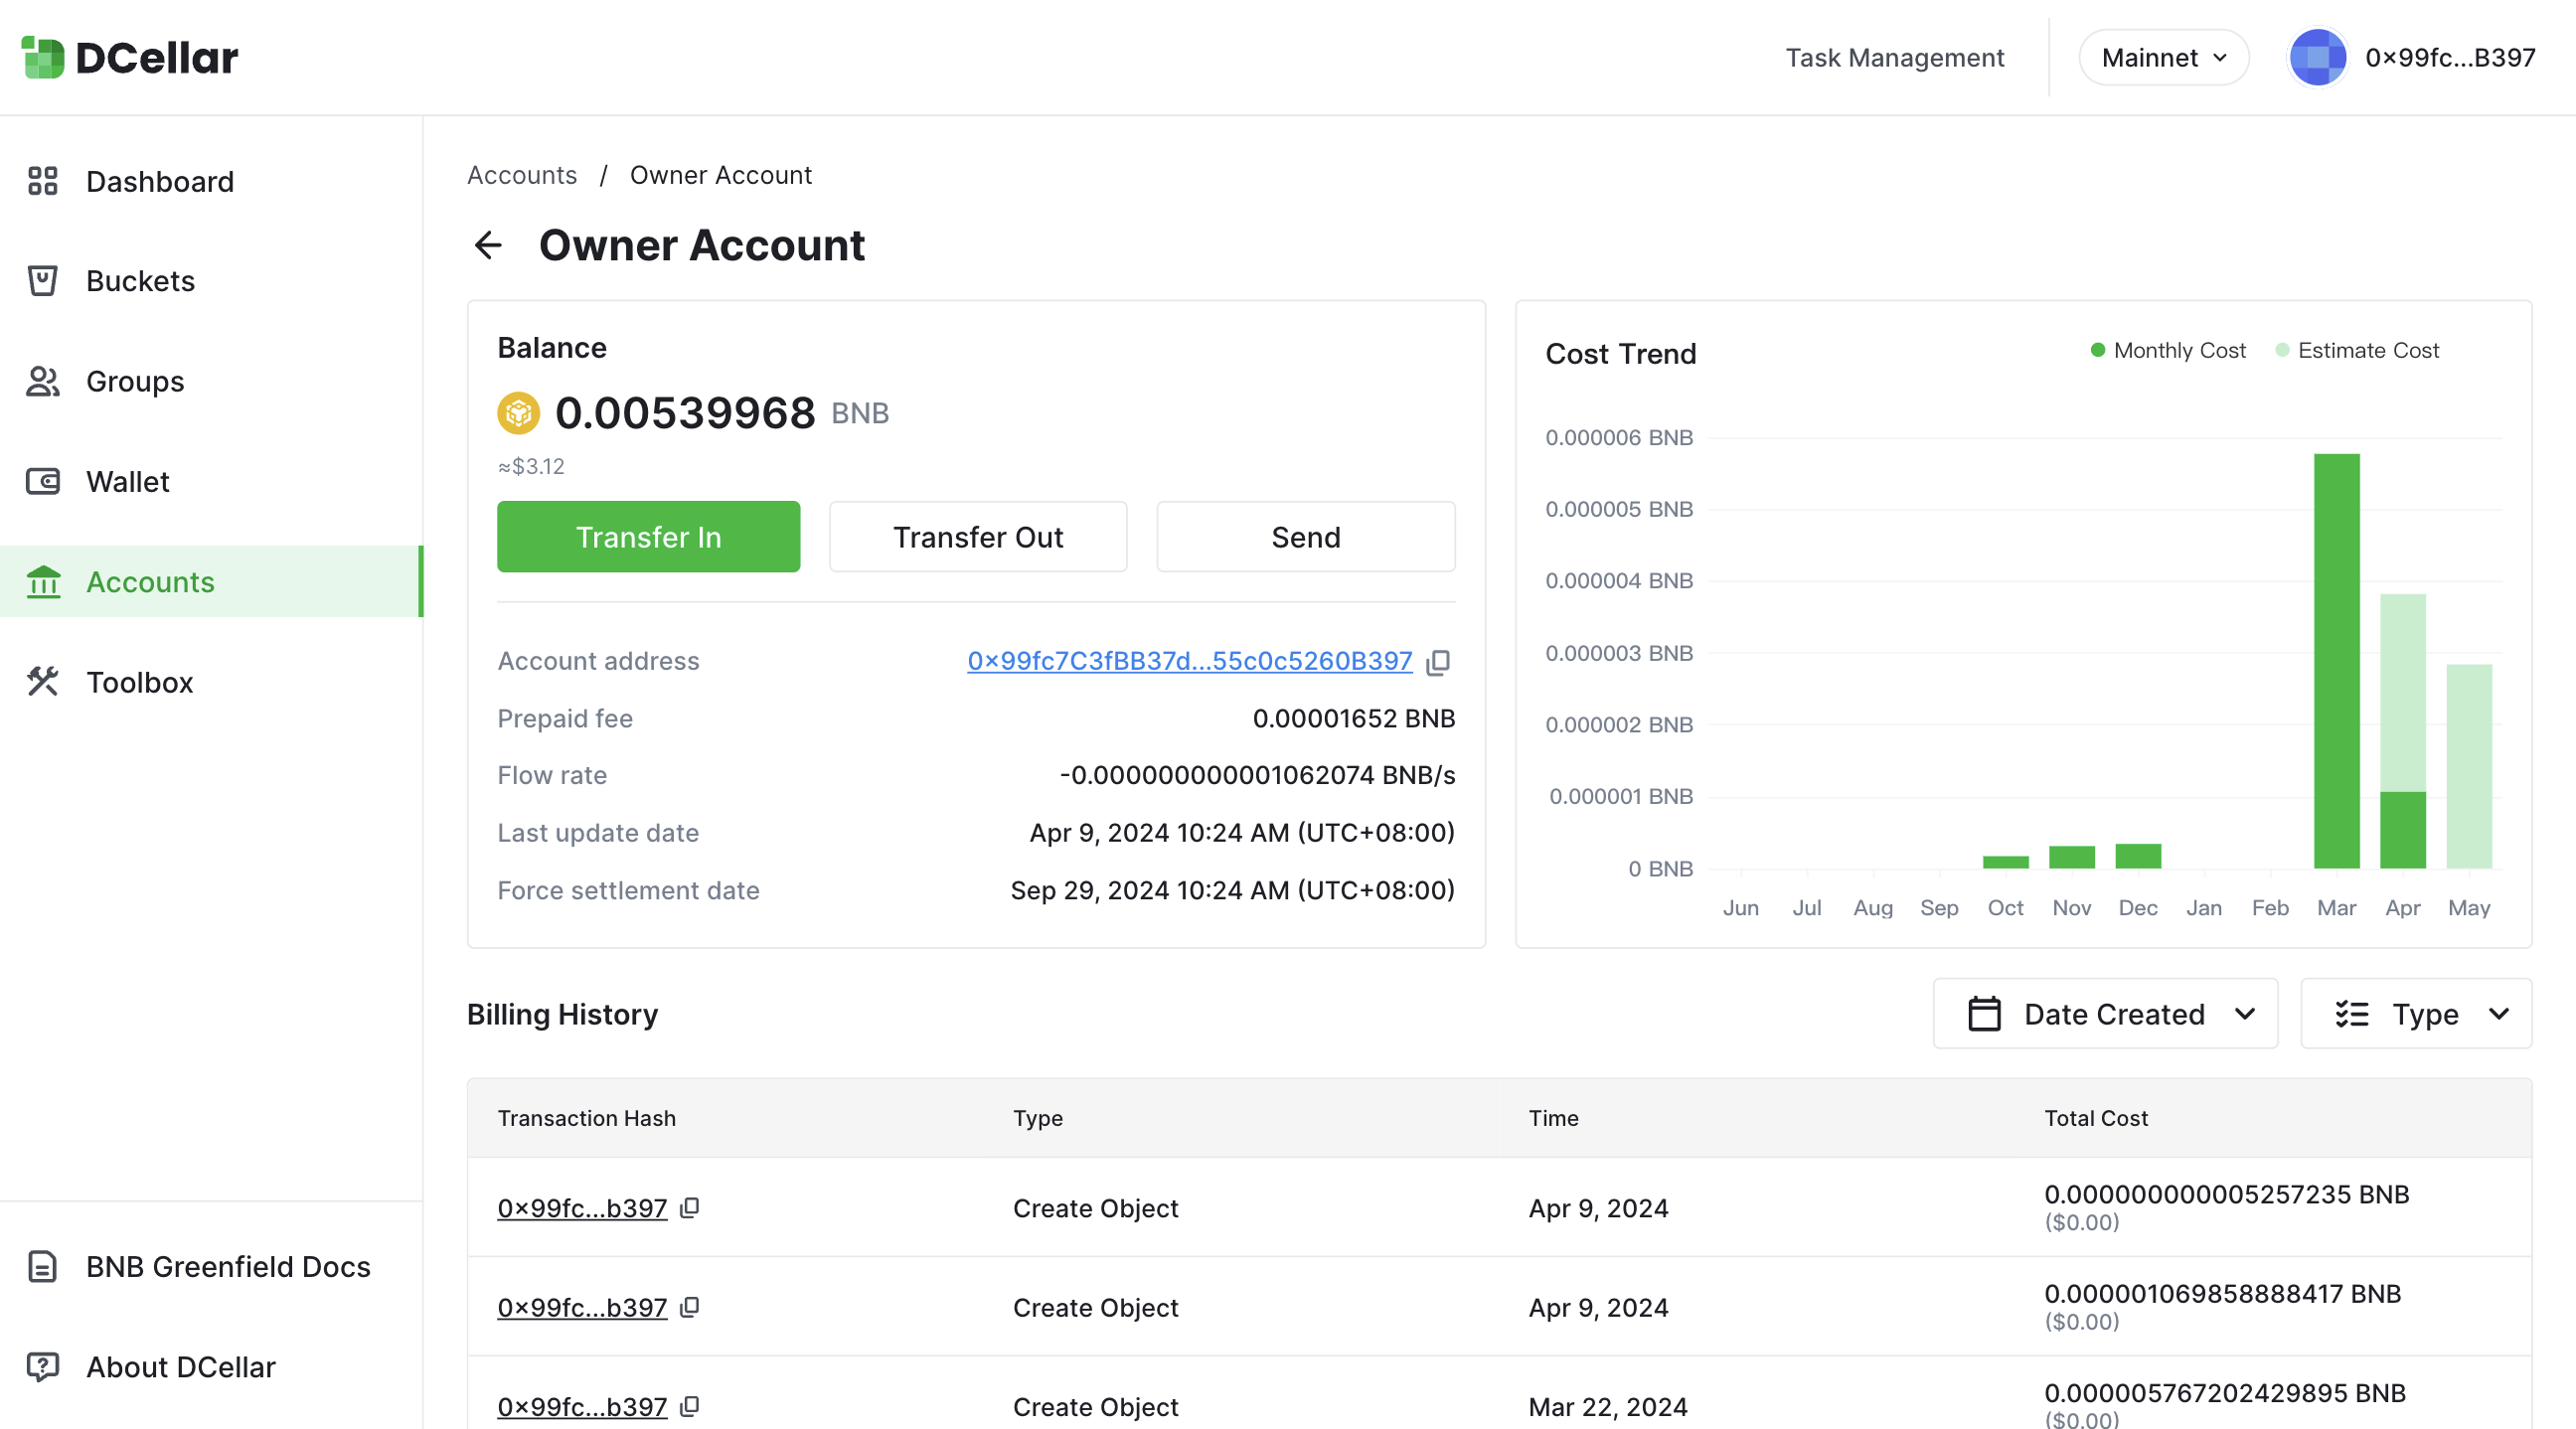 DCellar
Task Management
Mainnet
0x99fc...B397
Dashboard
Buckets
Groups
Wallet
Accounts
Toolbox
BNB Greenfield Docs
About DCellar
Accounts / Owner Account
Owner Account
Balance
0.00539968 BNB
≈$3.12
Transfer In
Transfer Out
Send
Account address 0x99fc7C3fBB37d...55c0c5260B397
Prepaid fee 0.00001652 BNB
Flow rate -0.000000000001062074 BNB/s
Last update date Apr 9, 2024 10:24 AM (UTC+08:00)
Force settlement date Sep 29, 2024 10:24 AM (UTC+08:00)
Cost Trend
Monthly Cost Estimate Cost
0.000006 BNB
0.000005 BNB
0.000004 BNB
0.000003 BNB
0.000002 BNB
0.000001 BNB
0 BNB
Jun Jul Aug Sep Oct Nov Dec Jan Feb Mar Apr May
Billing History
Date Created
Type
Transaction Hash Type Time Total Cost
0x99fc...b397 Create Object Apr 9, 2024 0.000000000005257235 BNB
($0.00)
0x99fc...b397 Create Object Apr 9, 2024 0.000001069858888417 BNB
($0.00)
0x99fc...b397 Create Object Mar 22, 2024 0.000005767202429895 BNB
($0.00)